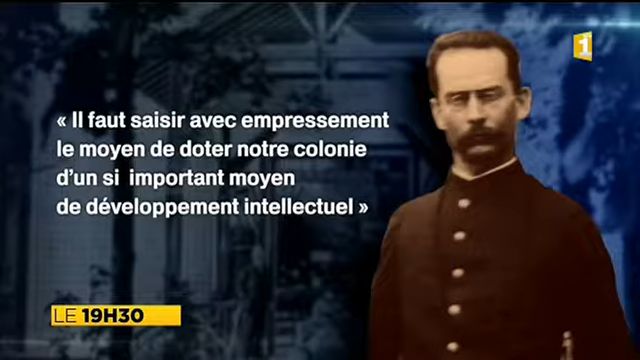 1
« Il faut saisir avec empressement
le moyen de doter notre colonie
d'un si important moyen
de développement intellectuel »
LE 19H30